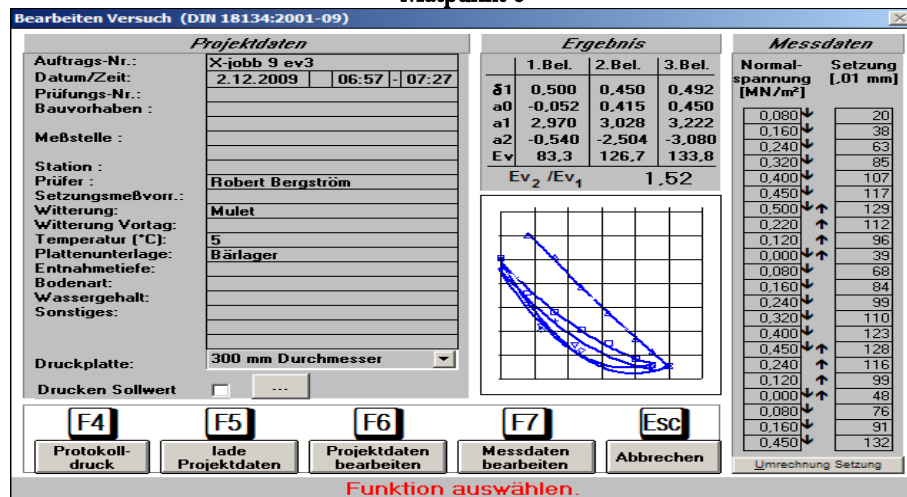 Bearbeiten Versuch (DIN 18134:2001-09)
Projektdaten
Auftrags-Nr.: X-jobb 9 ev3
Datum/Zeit: 2.12.2009 06:57 - 07:27
Prüfungs-Nr.:
Bauvorhaben :
Meßstelle :
Station :
Prüfer : Robert Bergström
Setzungsmeßvorr.:
Witterung: Mulet
Witterung Vortag:
Temperatur (°C): 5
Plattenunterlage: Bärlager
Entnahmetiefe:
Bodenart:
Wassergehalt:
Sonstiges:
Druckplatte: 300 mm Durchmesser
Drucken Sollwert ...
Ergebnis
1.Bel. 2.Bel. 3.Bel.
δ1 0,500 0,450 0,492
a0 -0,052 0,415 0,450
a1 2,970 3,028 3,222
a2 -0,540 -2,504 -3,080
Ev 83,3 126,7 133,8
Ev2 /Ev1 1,52
Messdaten
Normal- Setzung
spannung [,01 mm]
[MN/m²]
0,080 ↓ 20
0,160 ↓ 38
0,240 ↓ 63
0,320 ↓ 85
0,400 ↓ 107
0,450 ↓ 117
0,500 ↓ ↑ 129
0,220 ↑ 112
0,120 ↑ 96
0,000 ↓ ↑ 39
0,080 ↓ 68
0,160 ↓ 84
0,240 ↓ 99
0,320 ↓ 110
0,400 ↓ 123
0,450 ↓ ↑ 128
0,240 ↑ 116
0,120 ↑ 99
0,000 ↓ ↑ 48
0,080 ↓ 76
0,160 ↓ 91
0,450 ↓ 132
Umrechnung Setzung
F4 F5 F6 F7 Esc
Protokoll- lade Projektdaten Messdaten Abbrechen
druck Projektdaten bearbeiten bearbeiten
Funktion auswählen.